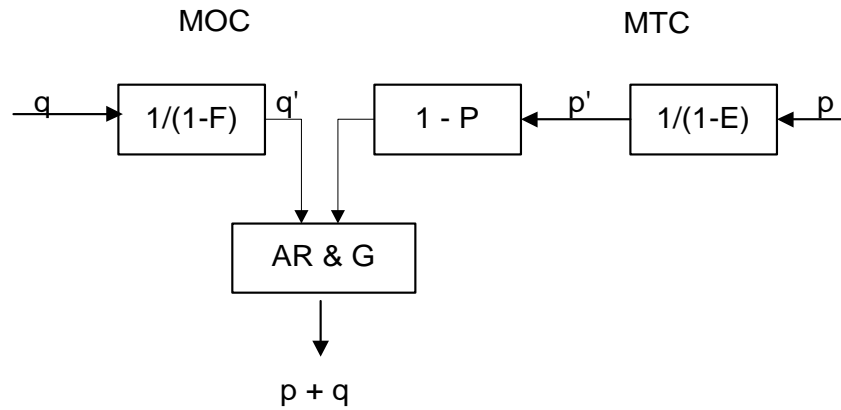 MOC
MTC
q
1/(1-F)
q'
1 - P
p'
1/(1-E)
p
AR & G
p + q